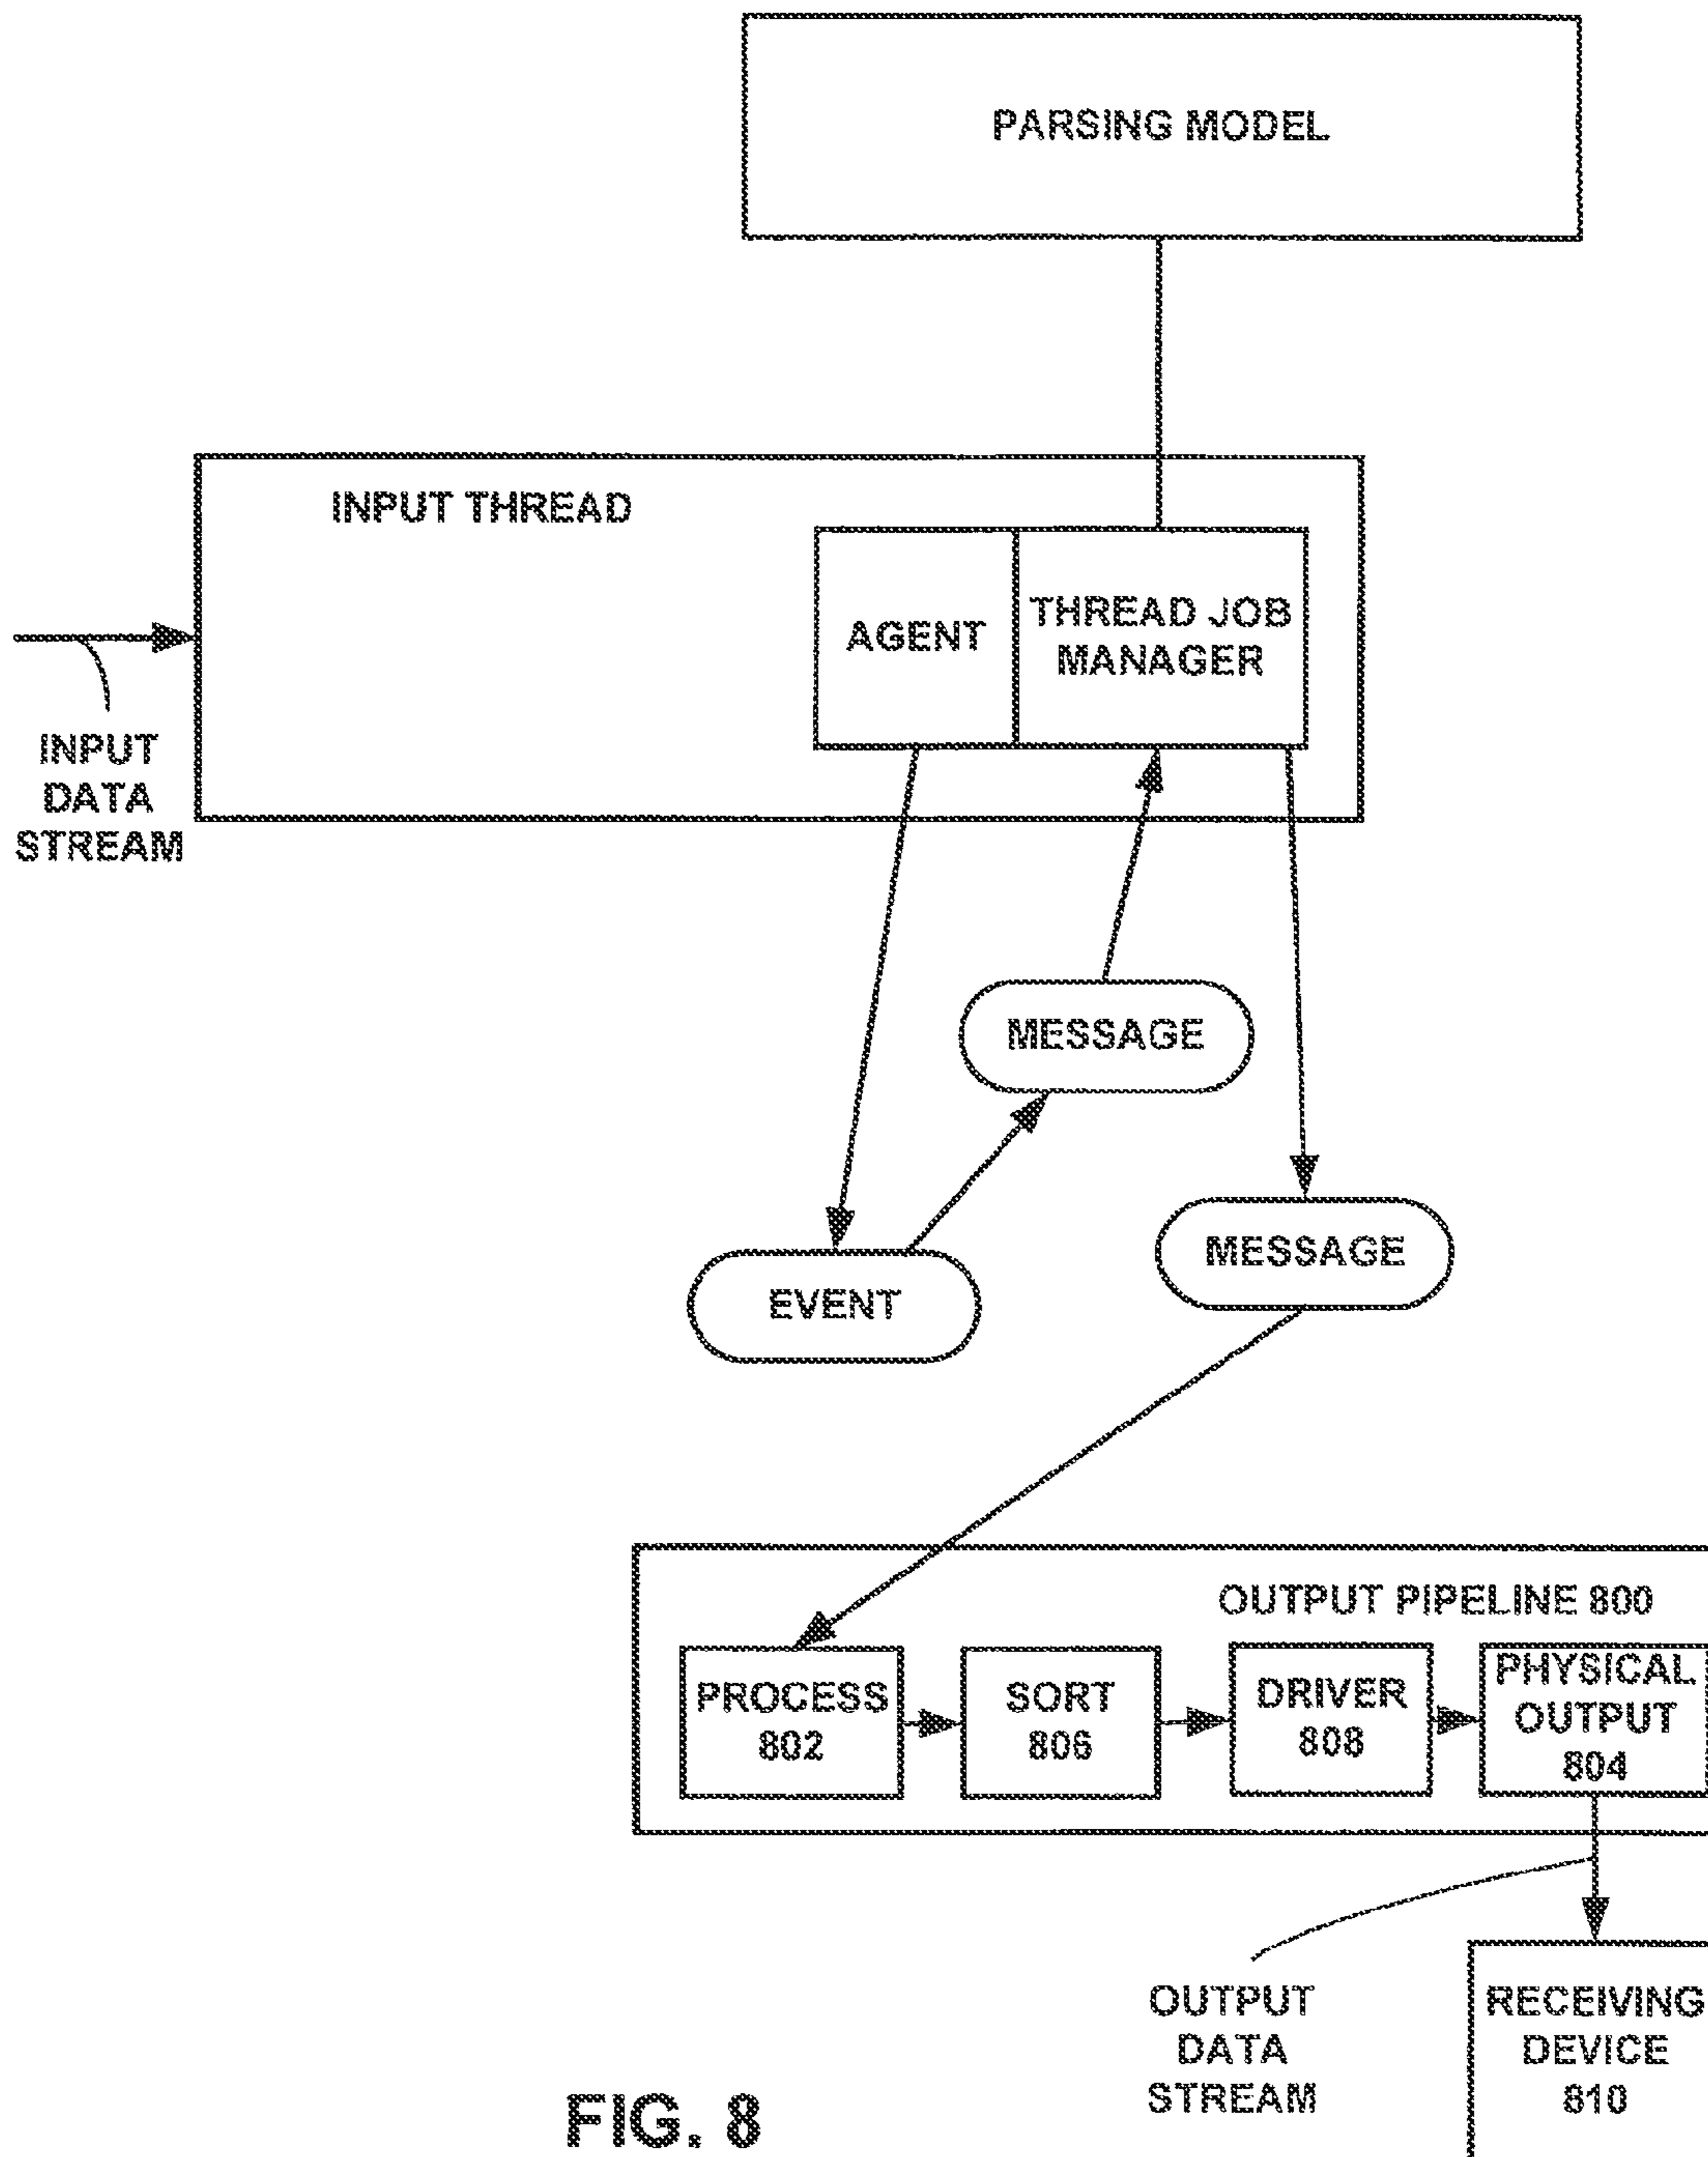 PARSING MODEL
INPUT THREAD
AGENT
THREAD JOB
MANAGER
INPUT
DATA
STREAM
MESSAGE
MESSAGE
EVENT
OUTPUT PIPELINE 800
PROCESS
802
SORT
806
DRIVER
808
PHYSICAL
OUTPUT
804
OUTPUT
DATA
STREAM
RECEIVING
DEVICE
810
FIG. 8